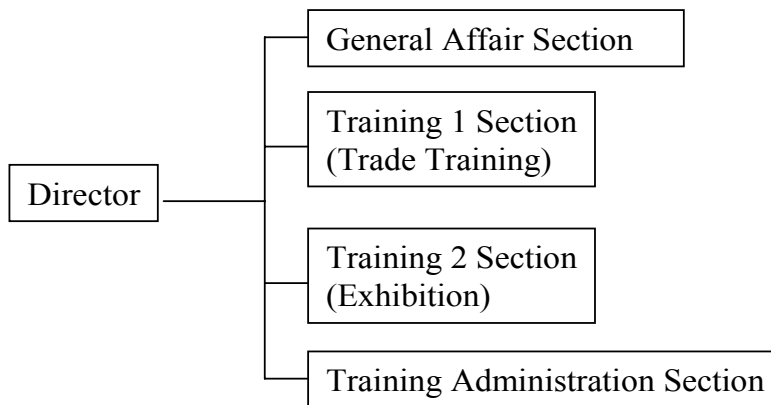 General Affair Section
Training 1 Section
(Trade Training)
Director
Training 2 Section
(Exhibition)
Training Administration Section